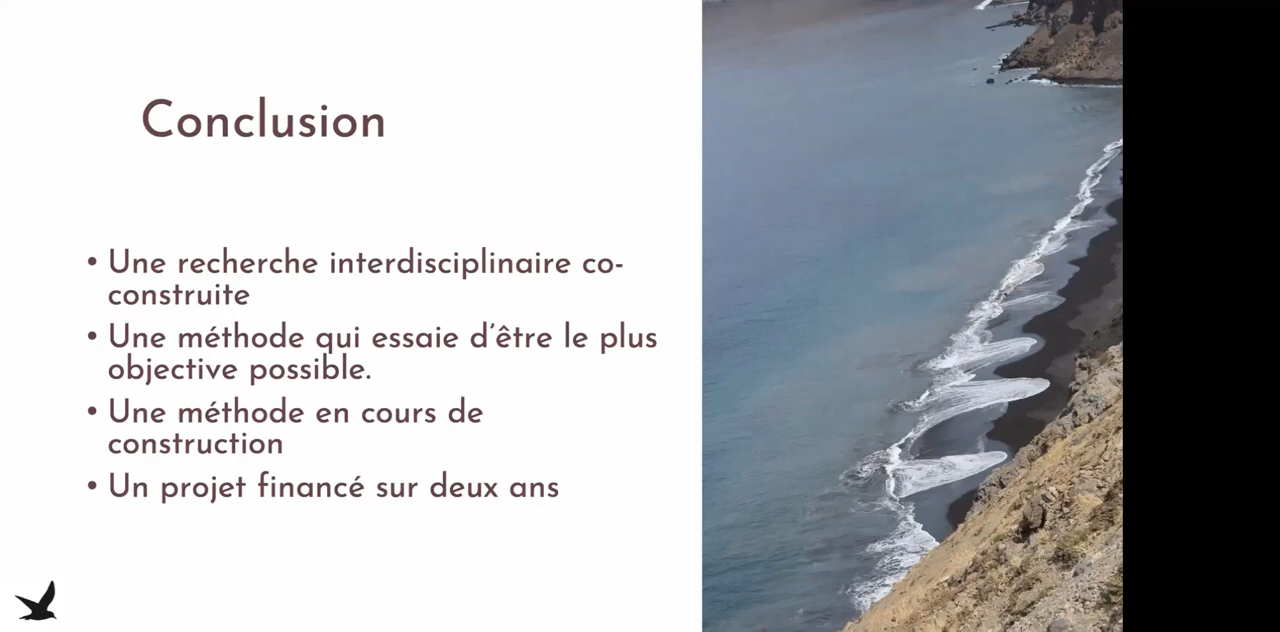 Conclusion
• Une recherche interdisciplinaire co-
construite
• Une méthode qui essaie d'être le plus
objective possible.
• Une méthode en cours de
construction
• Un projet financé sur deux ans